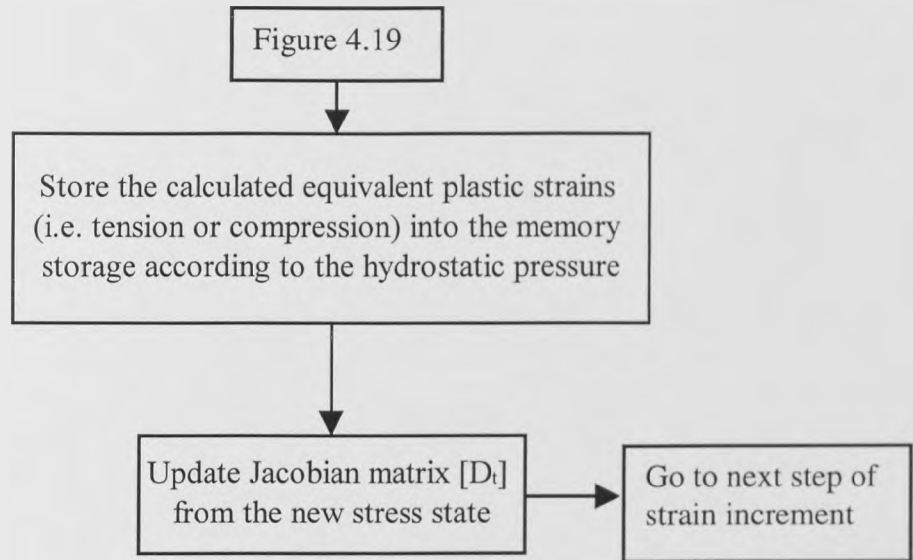 Figure 4.19
Store the calculated equivalent plastic strains
(i.e. tension or compression) into the memory
storage according to the hydrostatic pressure
Update Jacobian matrix [Dt]
from the new stress state
Go to next step of
strain increment